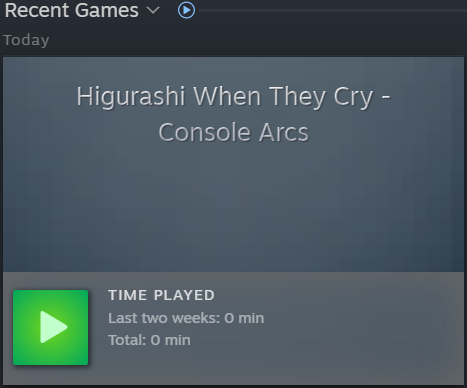 Recent Games
Today
Higurashi When They Cry -
Console Arcs
TIME PLAYED
Last two weeks: 0 min
Total: 0 min